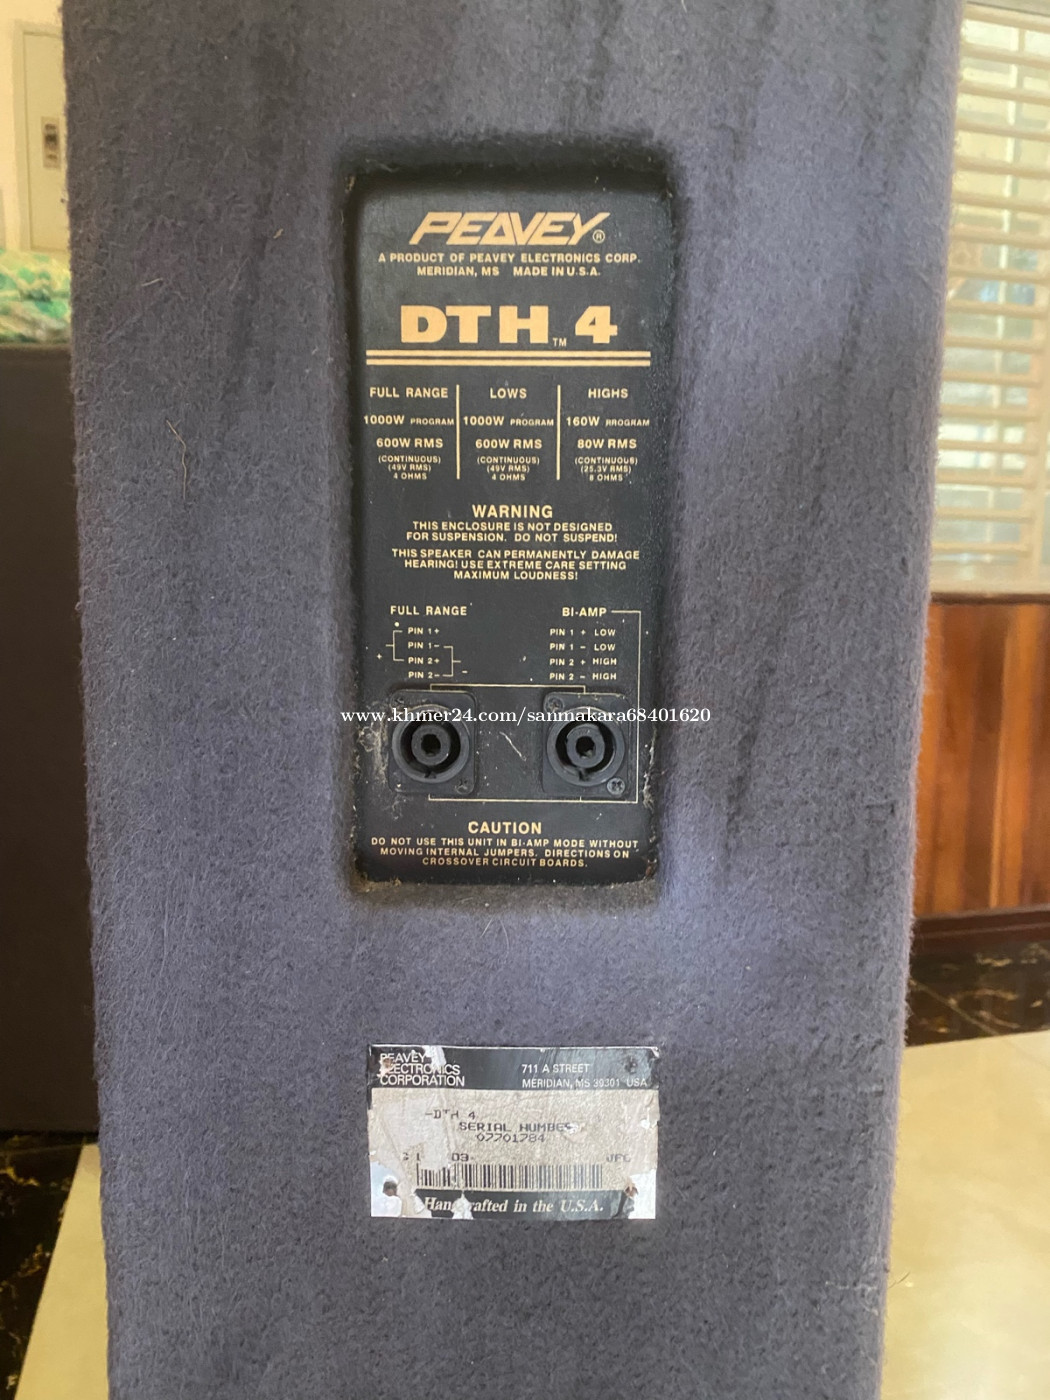 PEAVEY®
A PRODUCT OF PEAVEY ELECTRONICS CORP.
MERIDIAN, MS MADE IN U.S.A.
DTH™ 4
FULL RANGE LOWS HIGHS
1000W PROGRAM 1000W PROGRAM 160W PROGRAM
600W RMS 600W RMS 80W RMS
(CONTINUOUS) (CONTINUOUS) (CONTINUOUS)
(49V RMS) (49V RMS) (25.3V RMS)
4 OHMS 4 OHMS 8 OHMS
WARNING
THIS ENCLOSURE IS NOT DESIGNED
FOR SUSPENSION. DO NOT SUSPEND!
THIS SPEAKER CAN PERMANENTLY DAMAGE
HEARING! USE EXTREME CARE SETTING
MAXIMUM LOUDNESS!
FULL RANGE BI-AMP
PIN 1+ PIN 1 + LOW
PIN 1- PIN 1 - LOW
+ PIN 2+ PIN 2 + HIGH
PIN 2- - PIN 2 - HIGH
www.khmer24.com/sanmakara68401620
CAUTION
DO NOT USE THIS UNIT IN BI-AMP MODE WITHOUT
MOVING INTERNAL JUMPERS. DIRECTIONS ON
CROSSOVER CIRCUIT BOARDS.
PEAVEY 711 A STREET
ELECTRONICS MERIDIAN, MS 39301 USA
CORPORATION
-DTH 4
SERIAL NUMBER
07701784
03
Handcrafted in the U.S.A.